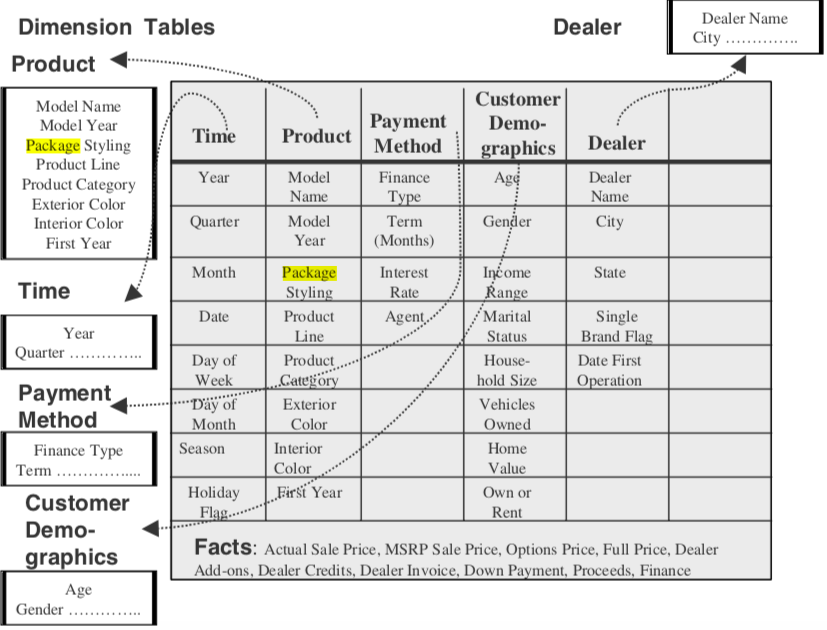 Dimension Tables
Dealer
Dealer Name
City …………..
Product
Model Name
Model Year
Package Styling
Product Line
Product Category
Exterior Color
Interior Color
First Year
Time
Year
Quarter …………..
Payment
Method
Finance Type
Term ………….....
Customer
Demo-
graphics
Age
Gender …………..
Time
Product
Payment
Method
Customer
Demo-
graphics
Dealer
Year
Model
Name
Finance
Type
Age
Dealer
Name
Quarter
Model
Year
Term
(Months)
Gender
City
Month
Package
Styling
Interest
Rate
Income
Range
State
Date
Product
Line
Agent
Marital
Status
Single
Brand Flag
Day of
Week
Product
Category
House-
hold Size
Date First
Operation
Day of
Month
Exterior
Color
Vehicles
Owned
Season
Interior
Color
Home
Value
Holiday
Flag
First Year
Own or
Rent
Facts: Actual Sale Price, MSRP Sale Price, Options Price, Full Price, Dealer
Add-ons, Dealer Credits, Dealer Invoice, Down Payment, Proceeds, Finance